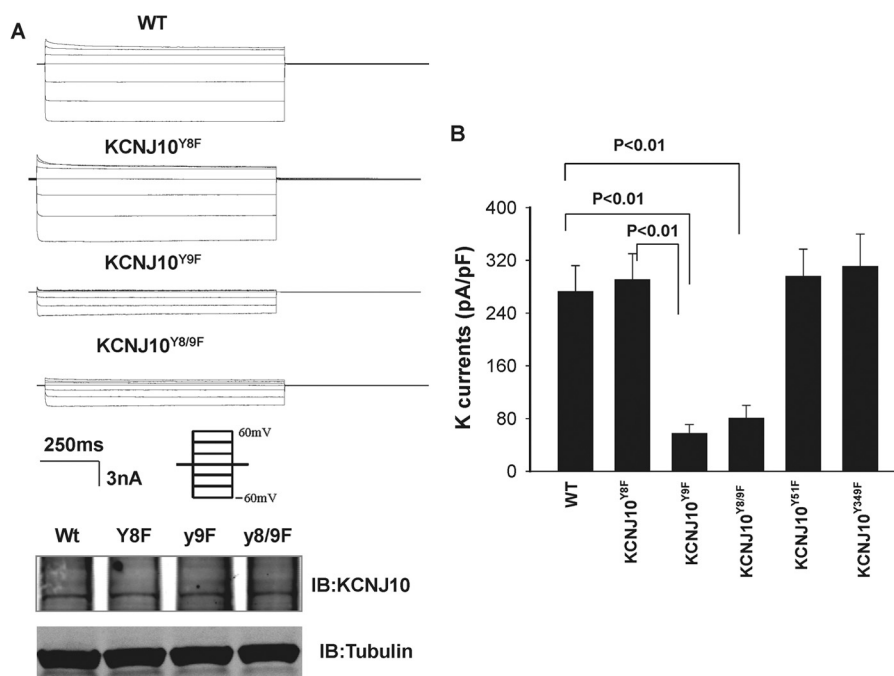 A
WT
KCNJ10Y8F
KCNJ10Y9F
KCNJ10Y8/9F
250ms
3nA
60mV
−60mV
Wt Y8F y9F y8/9F
IB:KCNJ10
IB:Tubulin
B
P<0.01
P<0.01
P<0.01
K currents (pA/pF)
400
320
240
160
80
0
WT
KCNJ10Y8F
KCNJ10Y9F
KCNJ10Y8/9F
KCNJ10Y51F
KCNJ10Y349F